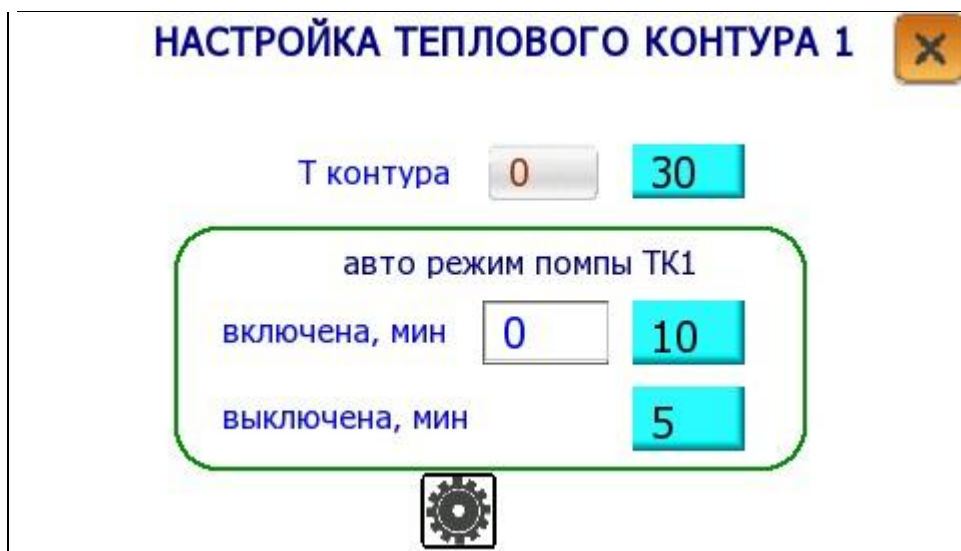 НАСТРОЙКА ТЕПЛОВОГО КОНТУРА 1
Т контура 0 30
авто режим помпы ТК1
включена, мин 0 10
выключена, мин 5